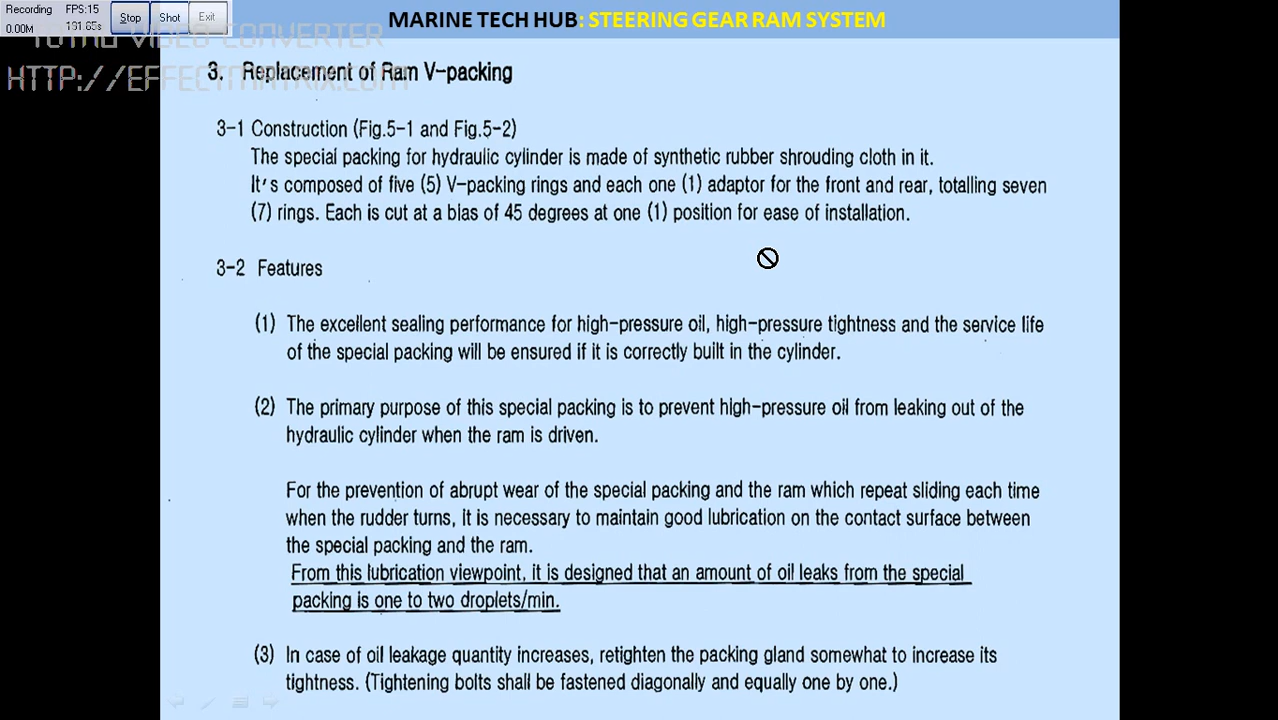 Recording FPS:15
0.00M 191.65s Stop Shot Exit
MARINE TECH HUB: STEERING GEAR RAM SYSTEM
TOTAL VIDEO CONVERTER
HTTP://EFFECTMATRIX.COM
3. Replacement of Ram V-packing
3-1 Construction (Fig.5-1 and Fig.5-2)
The special packing for hydraulic cylinder is made of synthetic rubber shrouding cloth in it.
It's composed of five (5) V-packing rings and each one (1) adaptor for the front and rear, totalling seven
(7) rings. Each is cut at a bias of 45 degrees at one (1) position for ease of installation.
3-2 Features
(1) The excellent sealing performance for high-pressure oil, high-pressure tightness and the service life
of the special packing will be ensured if it is correctly built in the cylinder.
(2) The primary purpose of this special packing is to prevent high-pressure oil from leaking out of the
hydraulic cylinder when the ram is driven.
For the prevention of abrupt wear of the special packing and the ram which repeat sliding each time
when the rudder turns, it is necessary to maintain good lubrication on the contact surface between
the special packing and the ram.
From this lubrication viewpoint, it is designed that an amount of oil leaks from the special
packing is one to two droplets/min.
(3) In case of oil leakage quantity increases, retighten the packing gland somewhat to increase its
tightness. (Tightening bolts shall be fastened diagonally and equally one by one.)